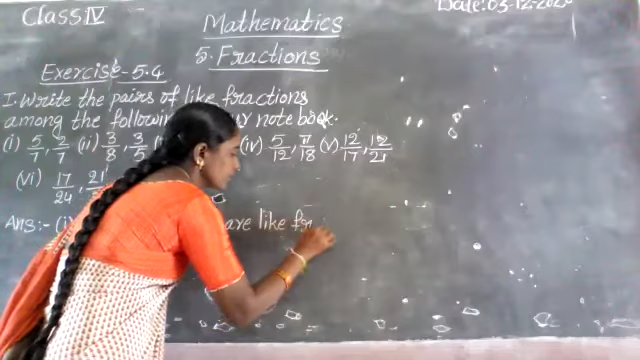 Class:IV Mathematics Date:03-12-202
5. Fractions
Exercise-5.4
I. Write the pairs of like fractions
among the following note book.
(i) 5/7, 2/7 (ii) 3/8, 3/5 (iv) 5/12, 7/18 (v) 12/17, 12/21
(vi) 17/24, 21
Ans:- (i) are like fr